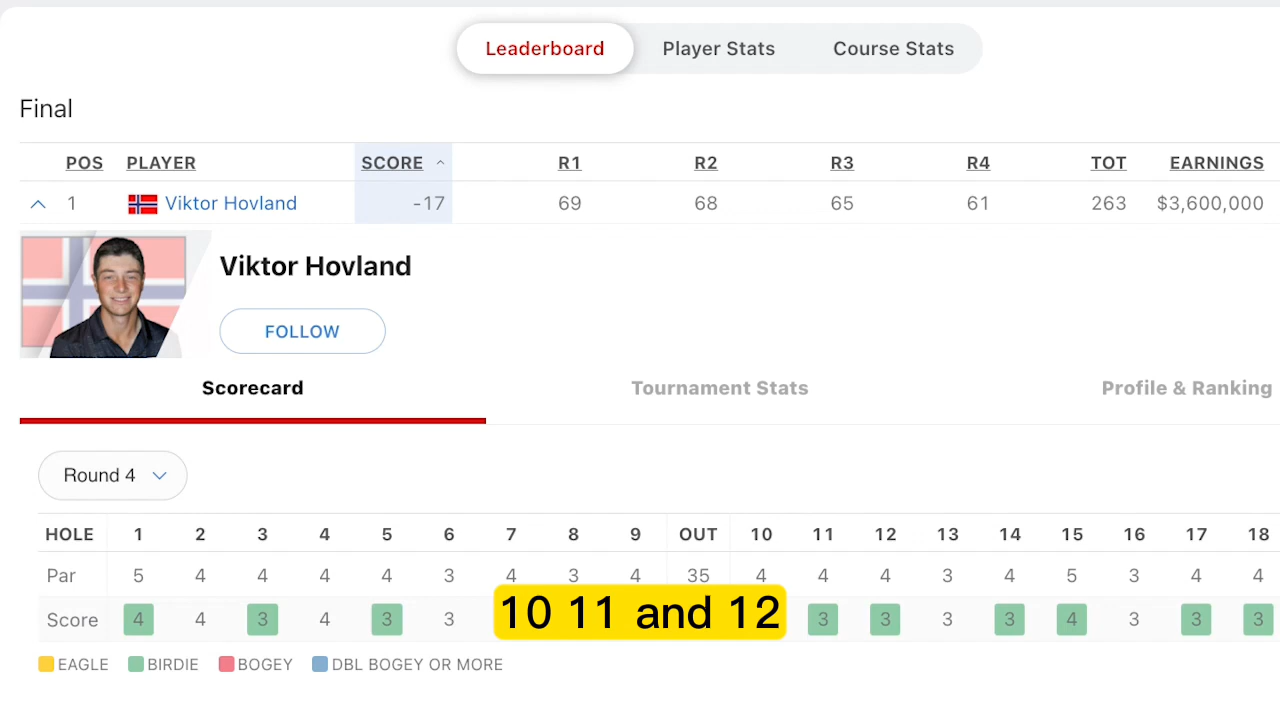 Leaderboard Player Stats Course Stats
Final
POS PLAYER SCORE R1 R2 R3 R4 TOT EARNINGS
1 Viktor Hovland -17 69 68 65 61 263 $3,600,000
Viktor Hovland
FOLLOW
Scorecard Tournament Stats Profile & Ranking
Round 4
HOLE 1 2 3 4 5 6 7 8 9 OUT 10 11 12 13 14 15 16 17 18
Par 5 4 4 4 4 3 4 3 4 35 4 4 4 3 4 5 3 4 4
Score 4 4 3 4 3 3 3 3 3 3 4 3 3 3
10 11 and 12
EAGLE BIRDIE BOGEY DBL BOGEY OR MORE